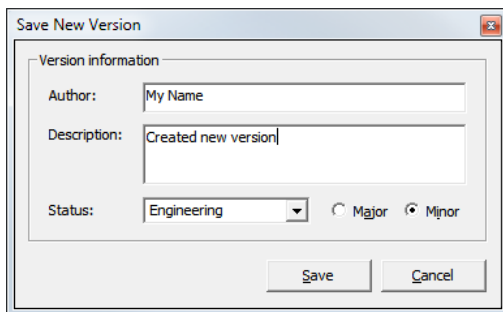 Save New Version
Version information
Author: My Name
Description: Created new version
Status: Engineering Major Minor
Save Cancel